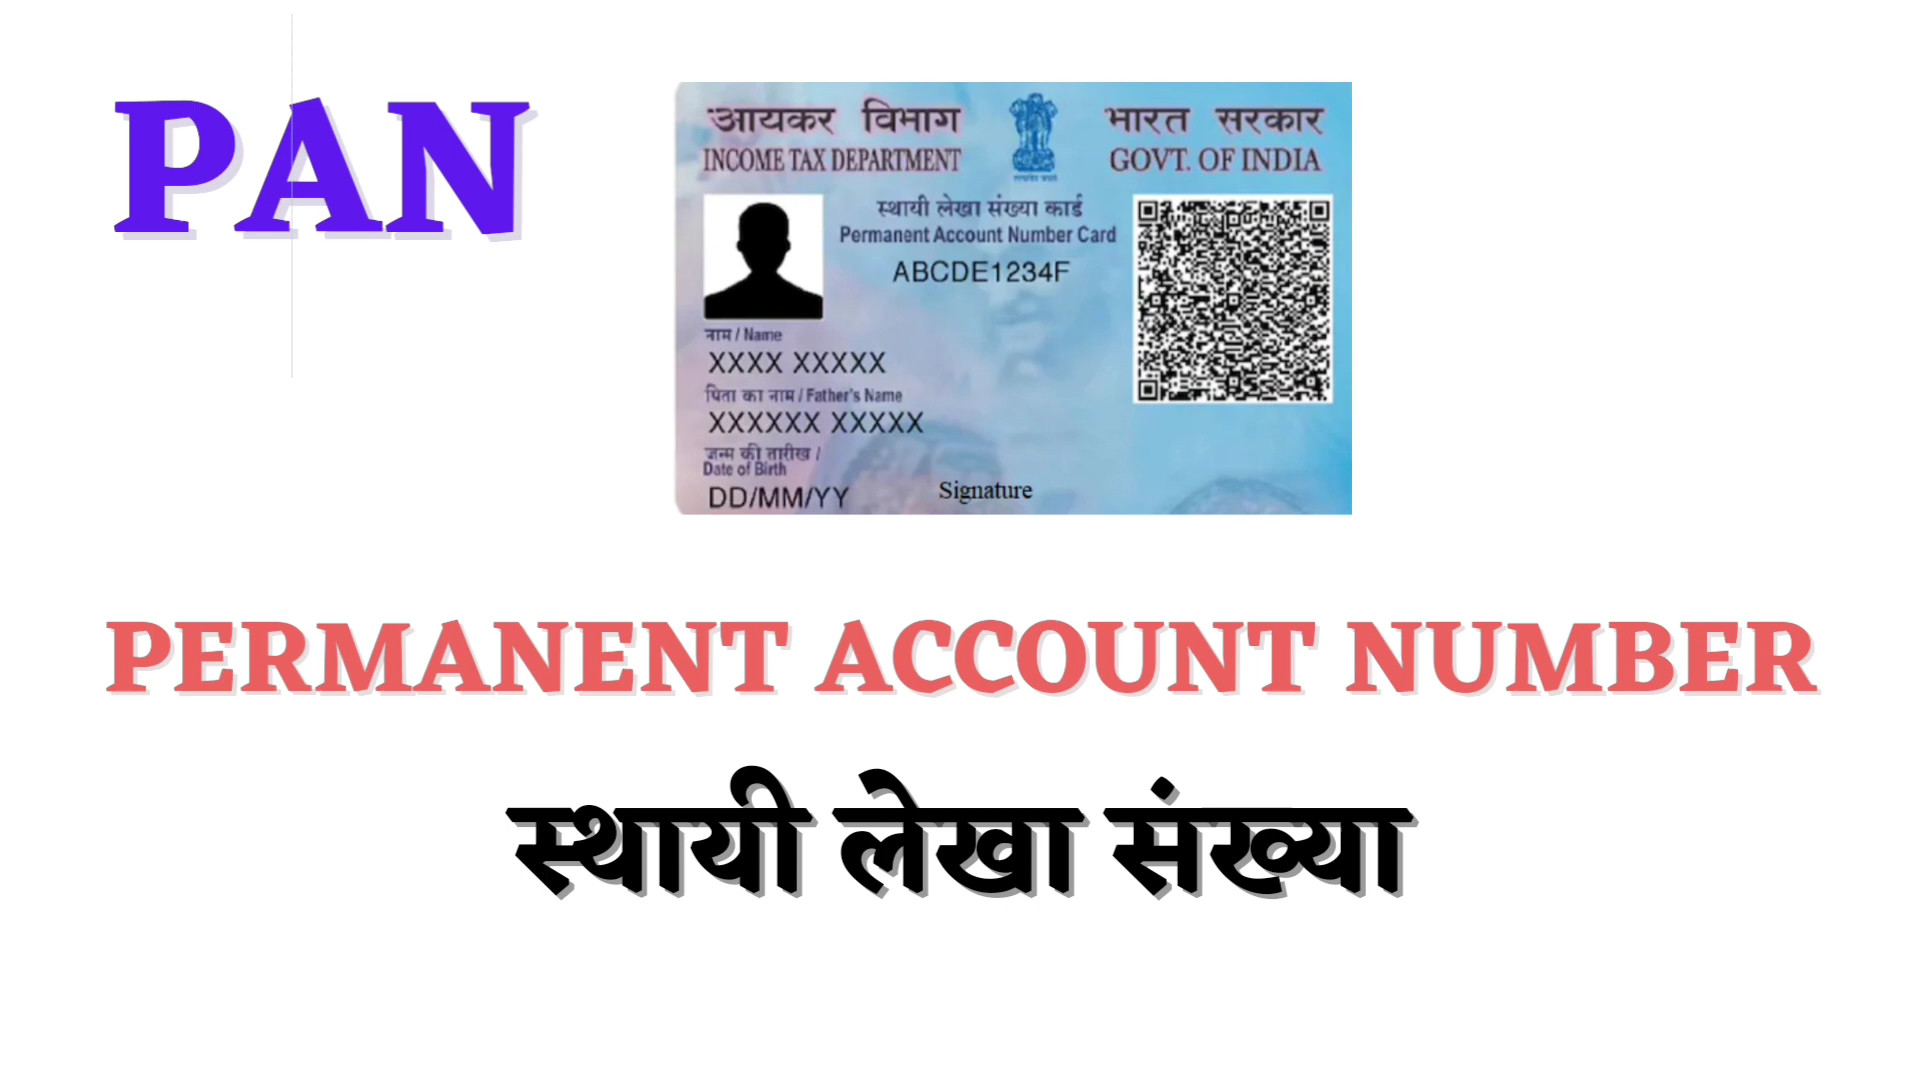 PAN
आयकर विभाग
INCOME TAX DEPARTMENT
भारत सरकार
GOVT. OF INDIA
स्थायी लेखा संख्या कार्ड
Permanent Account Number Card
ABCDE1234F
नाम / Name
XXXX XXXXX
पिता का नाम / Father's Name
XXXXXX XXXXX
जन्म की तारीख /
Date of Birth
DD/MM/YY
Signature
PERMANENT ACCOUNT NUMBER
स्थायी लेखा संख्या